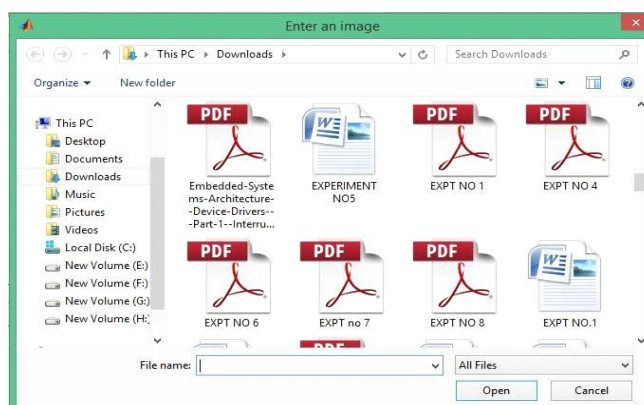 Enter an image
This PC
Downloads
Search Downloads
Organize
New folder
This PC
Desktop
Documents
Downloads
Music
Pictures
Videos
Local Disk (C:)
New Volume (E:)
New Volume (F:)
New Volume (G:)
New Volume (H:
PDF
W
PDF
PDF
Embedded-Syste
ms-Architecture-
-Device-Drivers--
-Part-1--Interru...
EXPERIMENT
NO5
EXPT NO 1
EXPT NO 4
PDF
PDF
PDF
W
EXPT NO 6
EXPT no 7
EXPT NO 8
EXPT NO.1
PDF
File name:
All Files
Open
Cancel